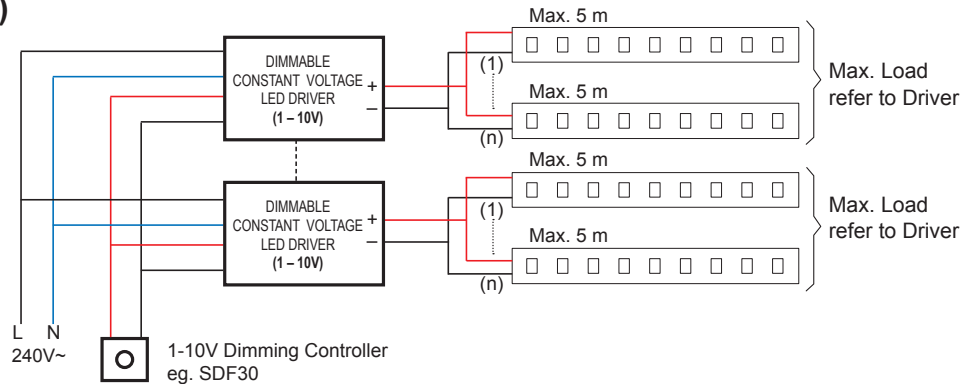 )
Max. 5 m
DIMMABLE
CONSTANT VOLTAGE
LED DRIVER
(1 – 10V)
+
–
(1)
Max. 5 m
(n)
Max. Load
refer to Driver
Max. 5 m
DIMMABLE
CONSTANT VOLTAGE
LED DRIVER
(1 – 10V)
+
–
(1)
Max. 5 m
(n)
Max. Load
refer to Driver
L N
240V~
1-10V Dimming Controller
eg. SDF30